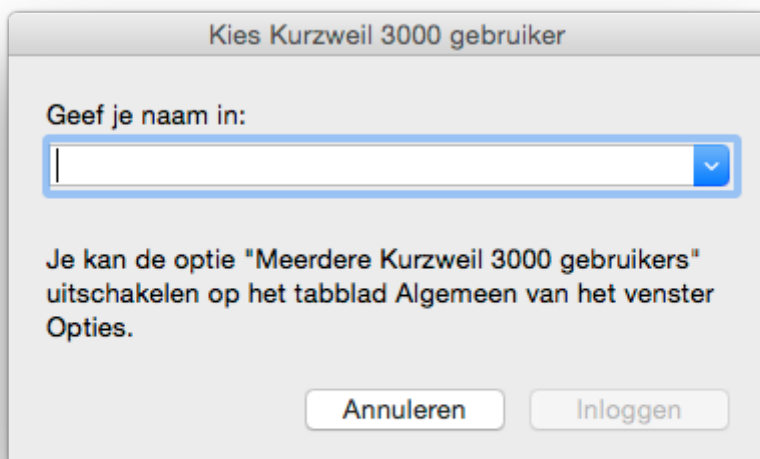 Kies Kurzweil 3000 gebruiker
Geef je naam in:
Je kan de optie "Meerdere Kurzweil 3000 gebruikers"
uitschakelen op het tabblad Algemeen van het venster
Opties.
Annuleren
Inloggen